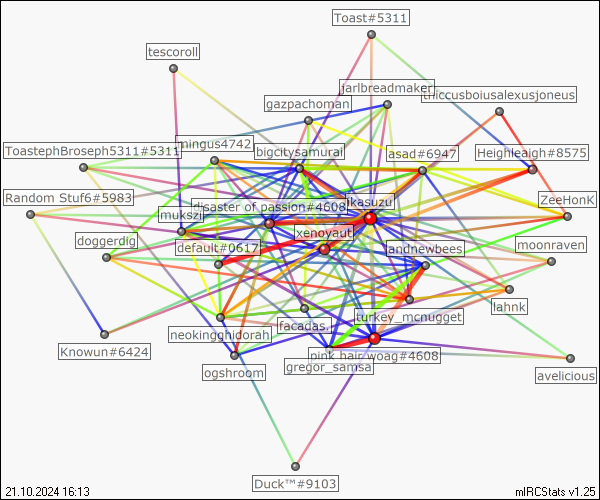 Toast#5311
tescoroll
jarlbreadmaker
thiccusboiusalexusjoneus
gazpachoman
ToastephBroseph5311#5311
mingus4742
bigcitysamurai
asad#6947
Heighleaigh#8575
Random Stuf6#5983
mukszi
disaster of passion#4608
kasuzu
ZeeHonK
doggerdig
default#0617
xenoyaut
andnewbees
moonraven
neokingghidorah
facadas.
turkey_mcnugget
lahnk
Knowun#6424
ogshroom
pink hair woag#4608
gregor_samsa
avelicious
Duck™#9103
21.10.2024 16:13
mIRCStats v1.25